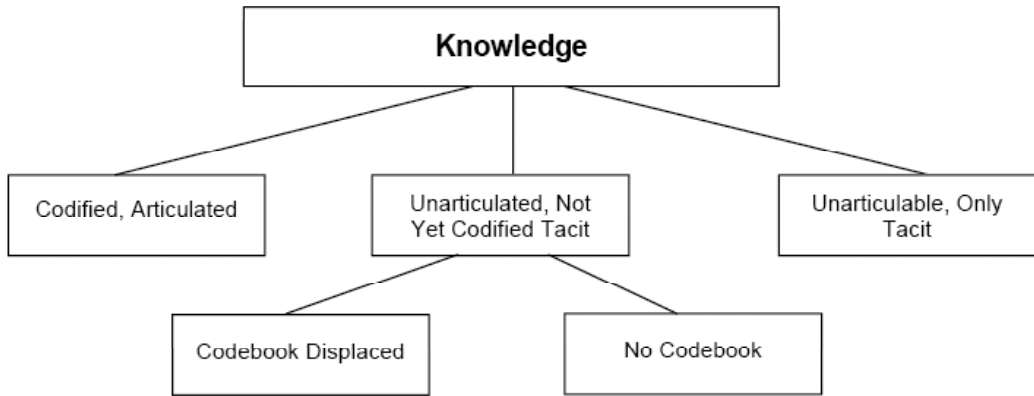 Knowledge
Codified, Articulated
Unarticulated, Not
Yet Codified Tacit
Unarticulable, Only
Tacit
Codebook Displaced
No Codebook